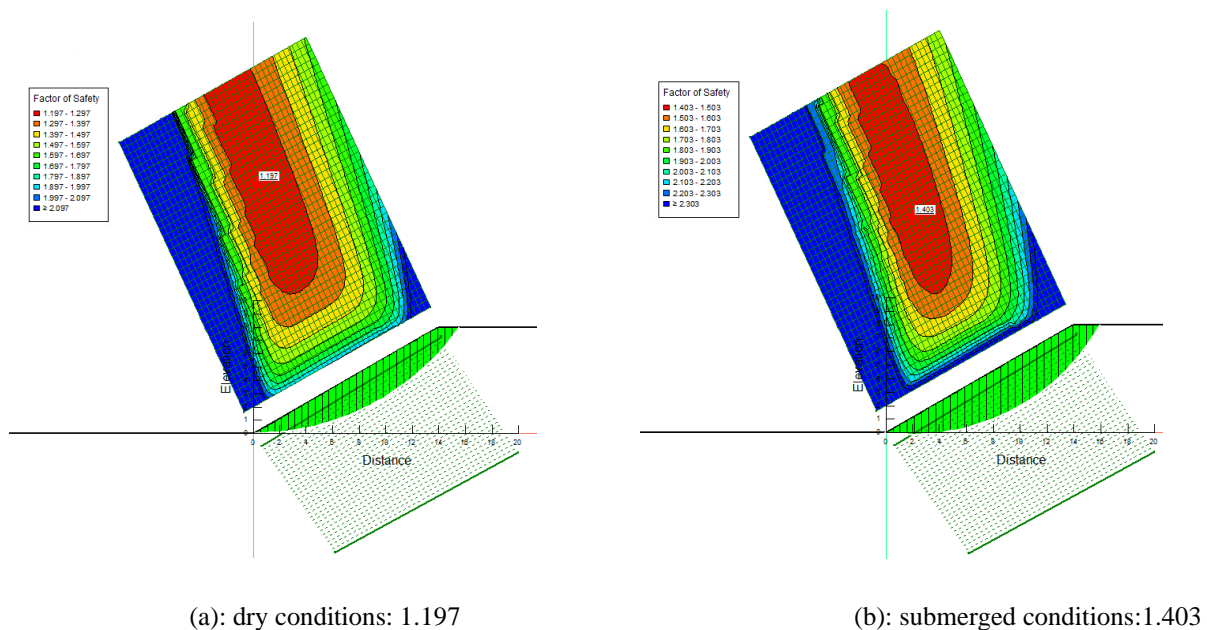 Factor of Safety
1.197 - 1.297
1.297 - 1.397
1.397 - 1.497
1.497 - 1.597
1.597 - 1.697
1.697 - 1.797
1.797 - 1.897
1.897 - 1.997
1.997 - 2.097
≥ 2.097
1.197
Elevation
1
0
0 2 4 6 8 10 12 14 16 18 20
Distance
Factor of Safety
1.403 - 1.503
1.503 - 1.603
1.603 - 1.703
1.703 - 1.803
1.803 - 1.903
1.903 - 2.003
2.003 - 2.103
2.103 - 2.203
2.203 - 2.303
≥ 2.303
1.403
Elevation
1
0
0 2 4 6 8 10 12 14 16 18 20
Distance
(a): dry conditions: 1.197
(b): submerged conditions:1.403